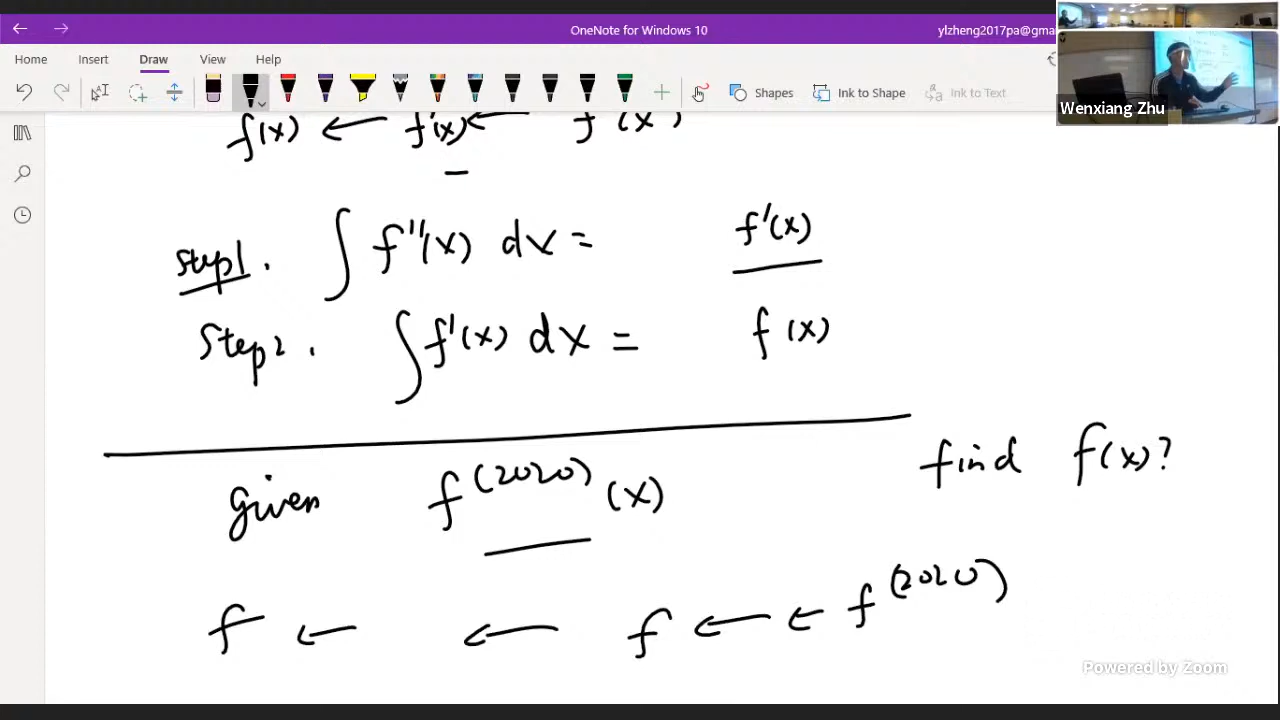 OneNote for Windows 10
ylzheng2017pa@gma
Home Insert Draw View Help
Shapes Ink to Shape Ink to Text
Wenxiang Zhu
f(x) ← f'(x) ← f (x)
Step1. ∫ f''(x) dx = f'(x)
Step2. ∫ f'(x) dx = f(x)
given f^(2020) (x) find f(x)?
f ← ← f ← ← f^(2020)
Powered by Zoom